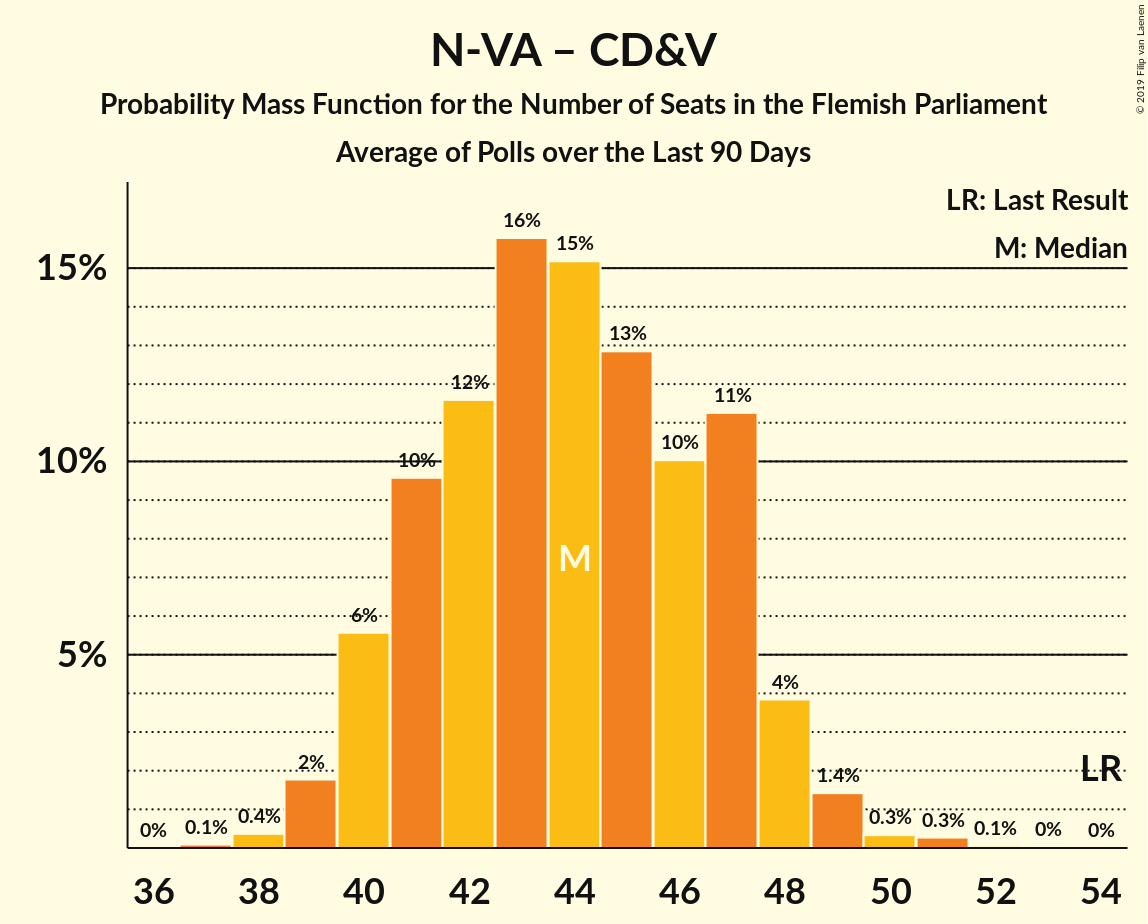 N-VA – CD&V
Probability Mass Function for the Number of Seats in the Flemish Parliament
Average of Polls over the Last 90 Days
© 2019 Filip van Laenen
LR: Last Result
M: Median
15%
10%
5%
0%
0.1%
0.4%
2%
6%
10%
12%
16%
15%
13%
10%
11%
4%
1.4%
0.3%
0.3%
0.1%
0%
0%
M
LR
36 38 40 42 44 46 48 50 52 54